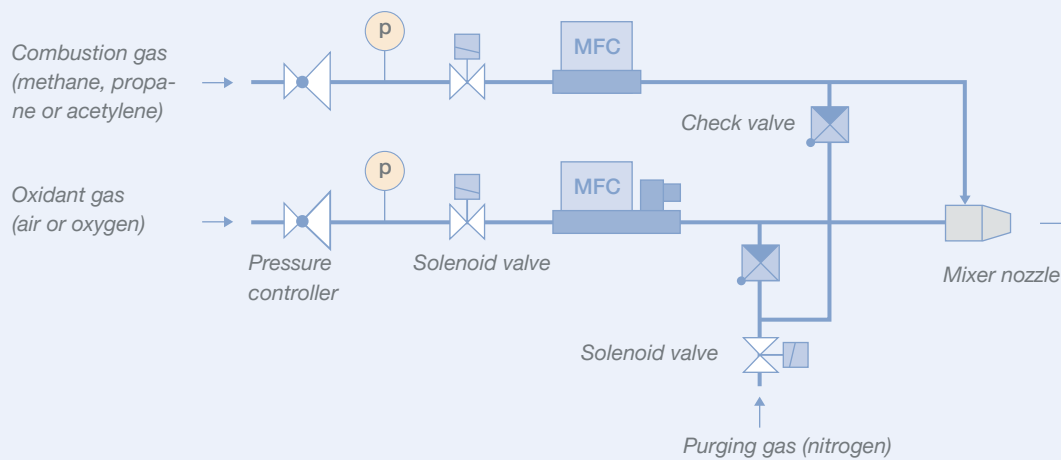 p
Combustion gas
(methane, propa-
ne or acetylene)
MFC
Check valve
p
Oxidant gas
(air or oxygen)
MFC
Pressure
controller
Solenoid valve
Mixer nozzle
Solenoid valve
Purging gas (nitrogen)